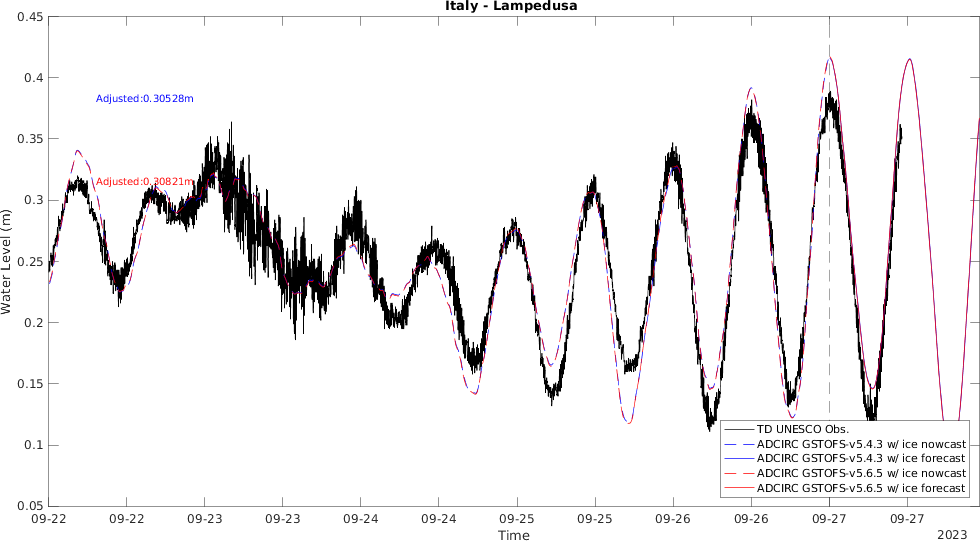 Italy - Lampedusa
0.45
0.4
0.35
0.3
0.25
0.2
0.15
0.1
0.05
Water Level (m)
Adjusted:0.30528m
Adjusted:0.30821m
TD UNESCO Obs.
ADCIRC GSTOFS-v5.4.3 w/ ice nowcast
ADCIRC GSTOFS-v5.4.3 w/ ice forecast
ADCIRC GSTOFS-v5.6.5 w/ ice nowcast
ADCIRC GSTOFS-v5.6.5 w/ ice forecast
09-22 09-22 09-23 09-23 09-24 09-24 09-25 09-25 09-26 09-26 09-27 09-27
Time
2023